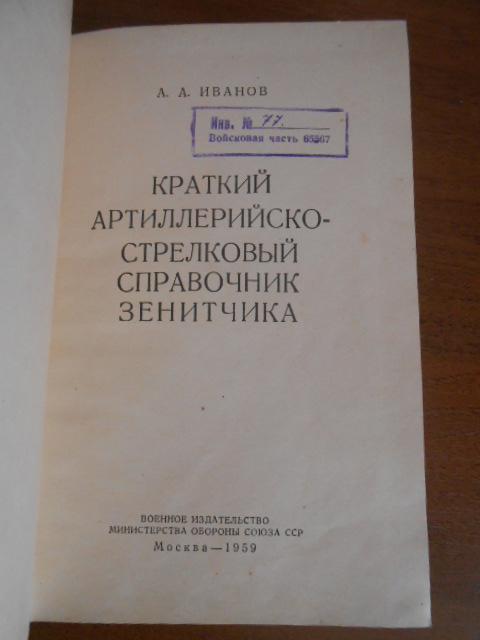 А. А. ИВАНОВ
Инв. № 77.
Войсковая часть 65367
КРАТКИЙ
АРТИЛЛЕРИЙСКО-
СТРЕЛКОВЫЙ
СПРАВОЧНИК
ЗЕНИТЧИКА
ВОЕННОЕ ИЗДАТЕЛЬСТВО
МИНИСТЕРСТВА ОБОРОНЫ СОЮЗА ССР
Москва—1959